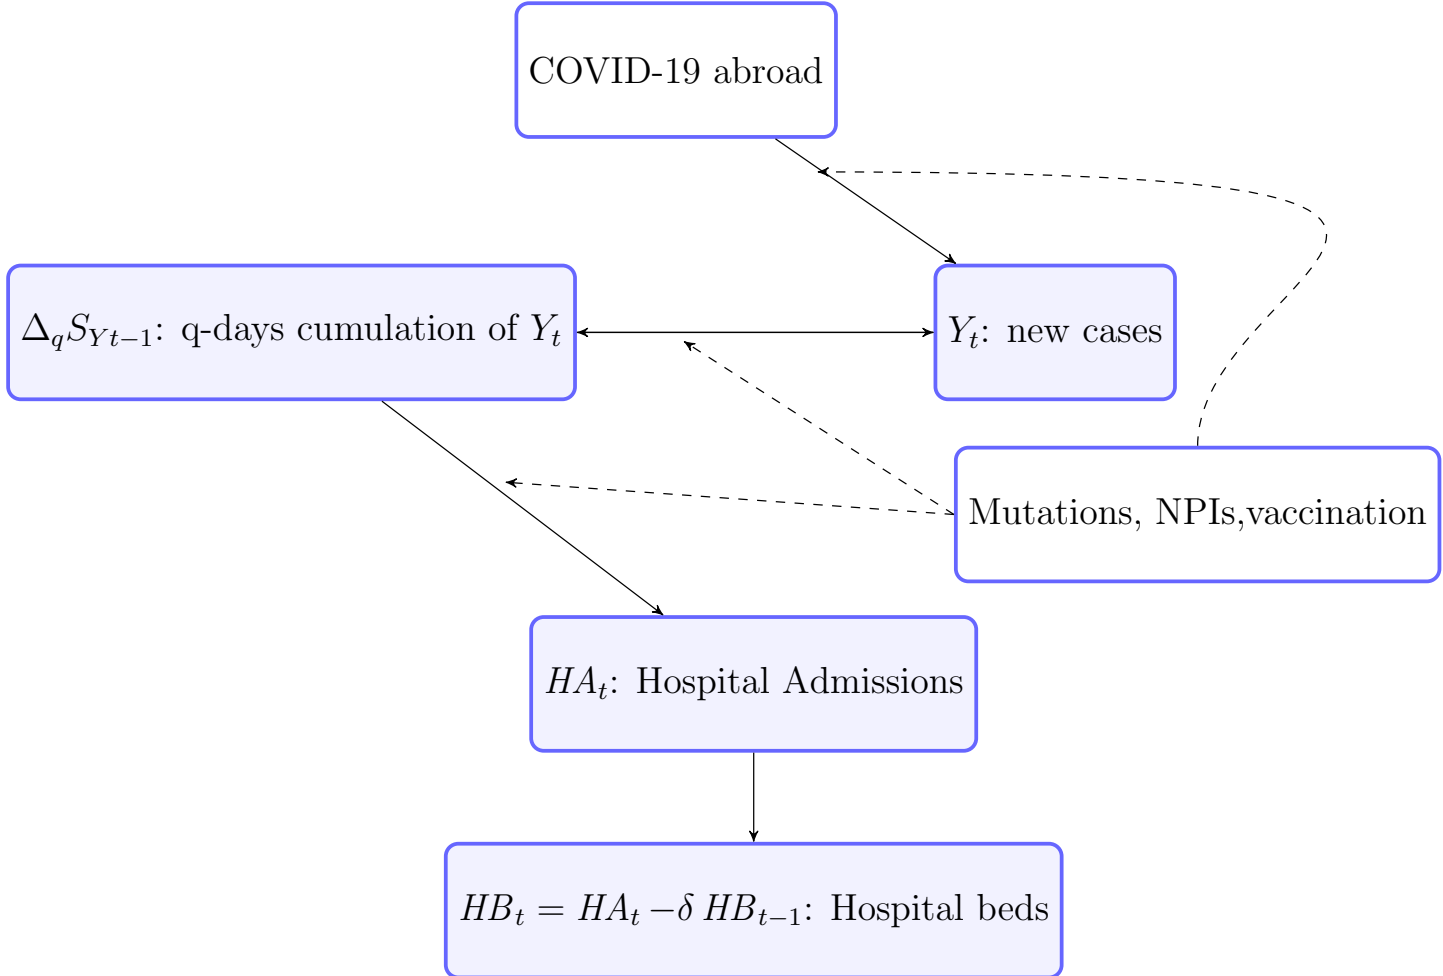 COVID-19 abroad
Δ_qS_{Yt−1}: q-days cumulation of Y_t
Y_t: new cases
Mutations, NPIs,vaccination
HA_t: Hospital Admissions
HB_t = HA_t −δ HB_{t−1}: Hospital beds